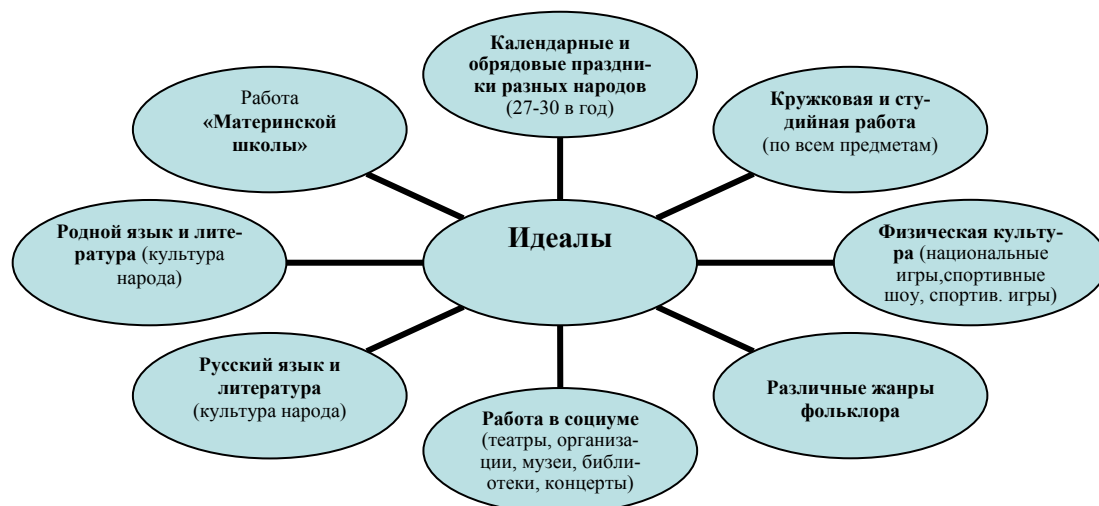 Календарные и
обрядовые праздни-
ки разных народов
(27-30 в год)
Работа
«Материнской
школы»
Кружковая и сту-
дийная работа
(по всем предметам)
Родной язык и лите-
ратура (культура
народа)
Идеалы
Физическая культу-
ра (национальные
игры,спортивные
шоу, спортив. игры)
Русский язык и
литература
(культура народа)
Работа в социуме
(театры, организа-
ции, музеи, библи-
отеки, концерты)
Различные жанры
фольклора